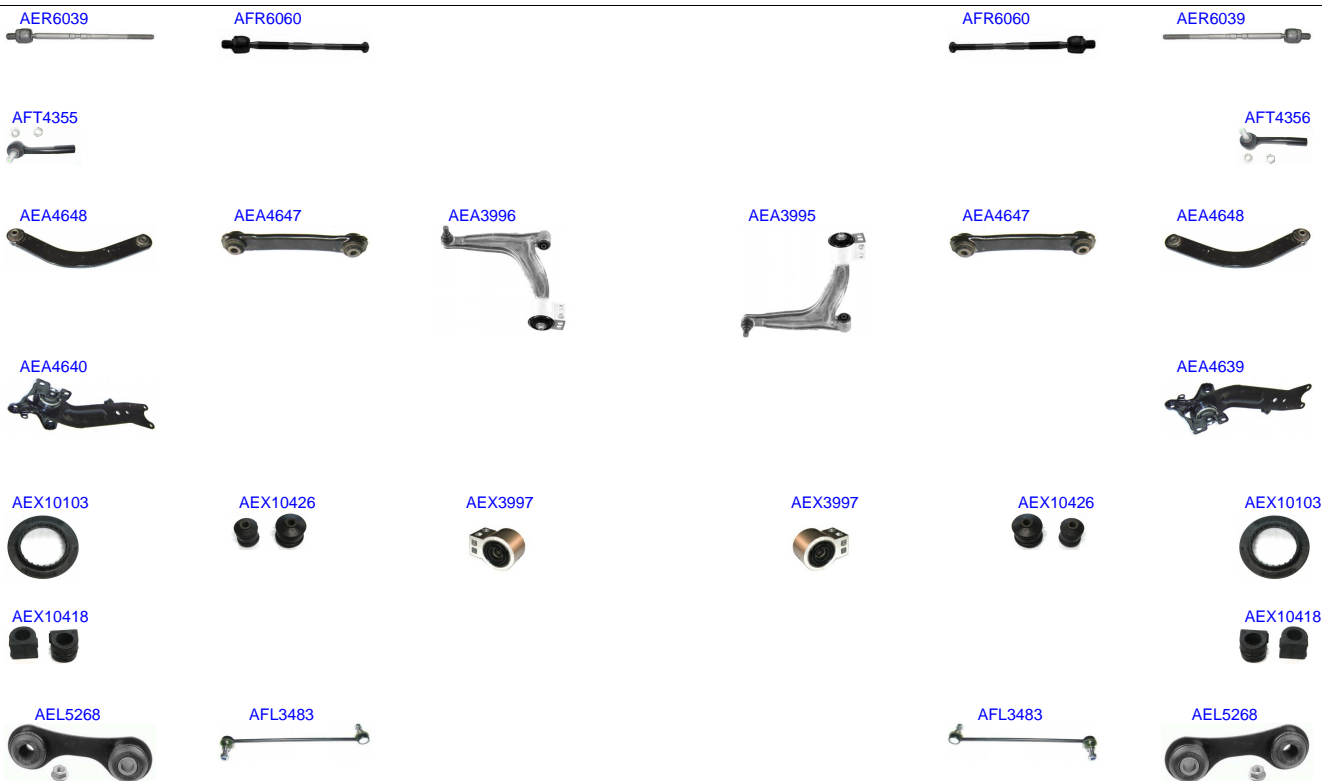 AER6039 AFR6060 AFR6060 AER6039
AFT4355 AFT4356
AEA4648 AEA4647 AEA3996 AEA3995 AEA4647 AEA4648
AEA4640 AEA4639
AEX10103 AEX10426 AEX3997 AEX3997 AEX10426 AEX10103
AEX10418 AEX10418
AEL5268 AFL3483 AFL3483 AEL5268